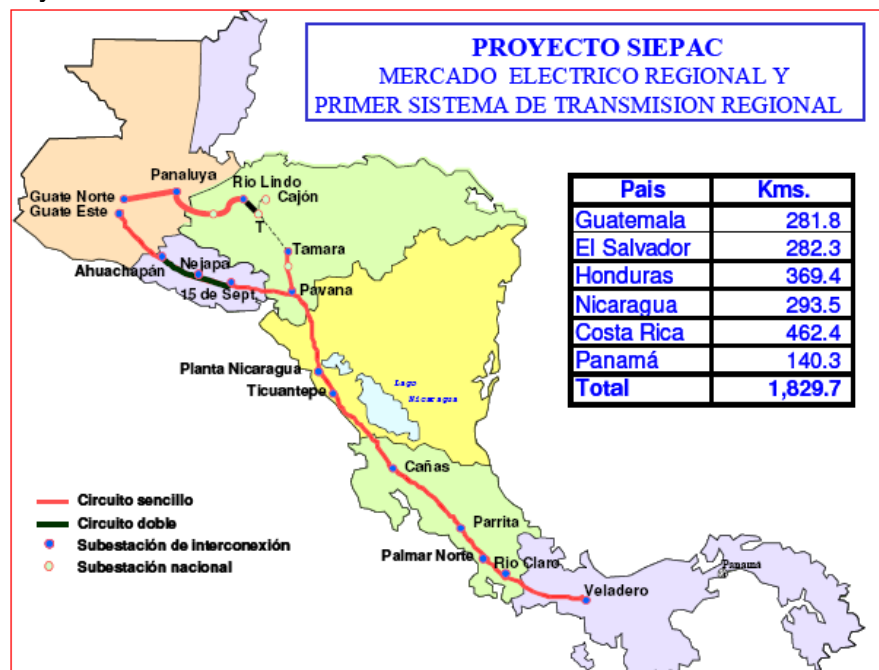 PROYECTO SIEPAC
MERCADO ELECTRICO REGIONAL Y
PRIMER SISTEMA DE TRANSMISION REGIONAL
Panaluya
Rio Lindo
Cajón
Guate Norte
Guate Este
T
Tamara
Ahuachapán
Nejapa
15 de Sept.
Pavana
Planta Nicaragua
Ticuantepe
Lago
Nicaragua
Cañas
Parrita
Palmar Norte
Rio Claro
Veladero
Panamá
Pais Kms.
Guatemala 281.8
El Salvador 282.3
Honduras 369.4
Nicaragua 293.5
Costa Rica 462.4
Panamá 140.3
Total 1,829.7
Circuito sencillo
Circuito doble
Subestación de interconexión
Subestación nacional